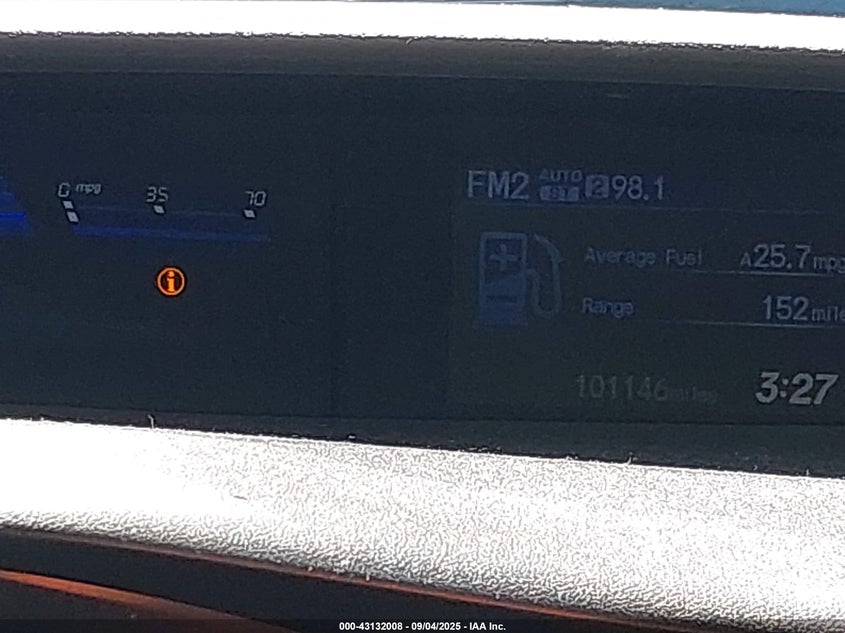 0 mpg 35 70
FM2 AUTO 2 98.1
i
Average Fuel A25.7 mpg
Range 152 mile
101146 miles 3:27
000-43132008 - 09/04/2025 - IAA Inc.